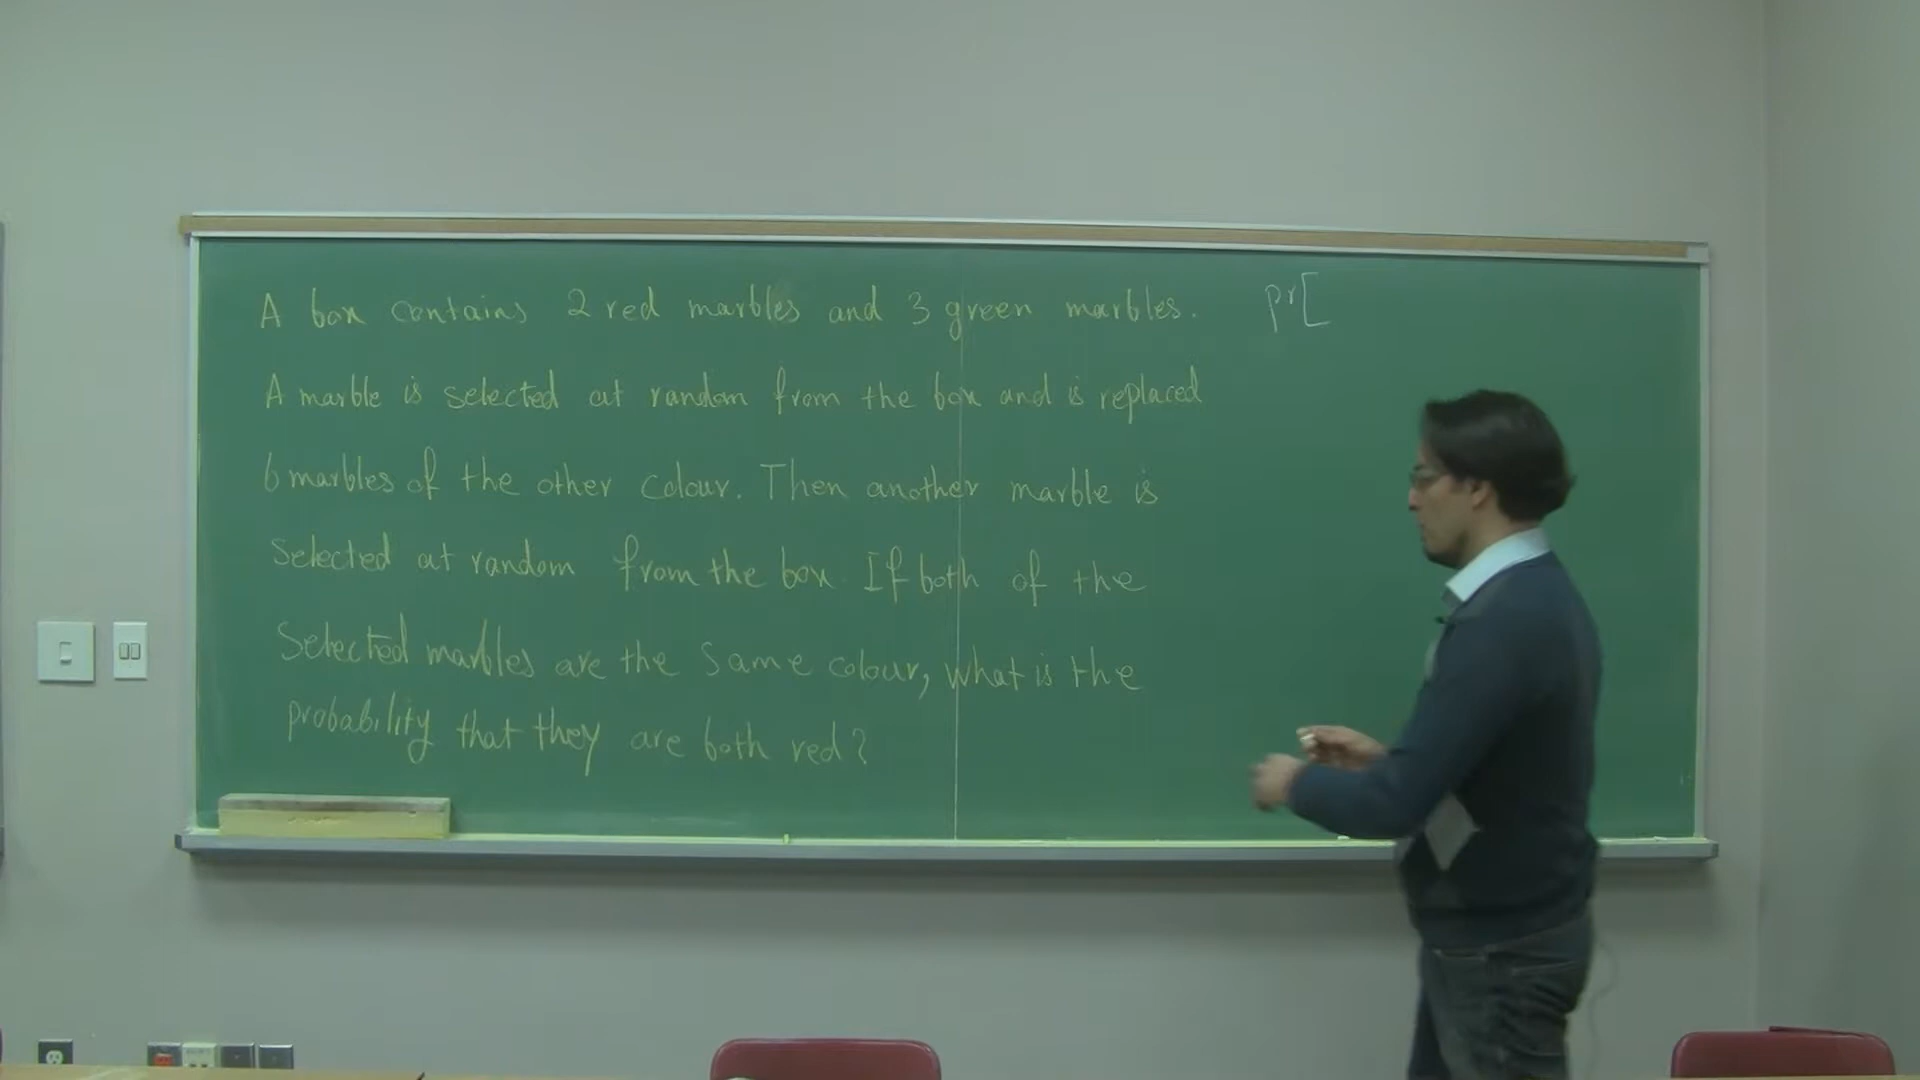 A box contains 2 red marbles and 3 green marbles.
A marble is selected at random from the box and is replaced
6 marbles of the other colour. Then another marble is
selected at random from the box. If both of the
Selected marbles are the same colour, what is the
probability that they are both red?
pr[